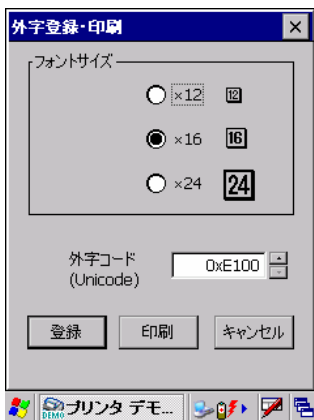 外字登録･印刷
フォントサイズ
×12 12
×16 16
×24 24
外字コード
(Unicode)
0xE100
登録 印刷 キャンセル
DEMO プリンタ デモ...